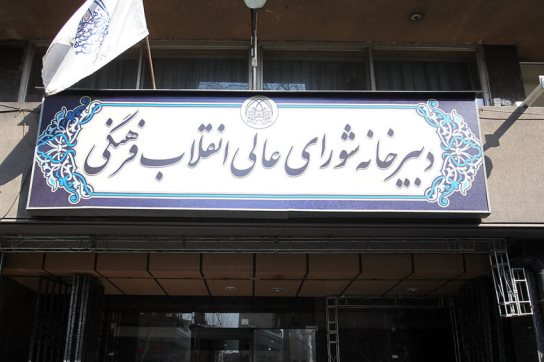 دبیرخانه شورای عالی انقلاب فرهنگی